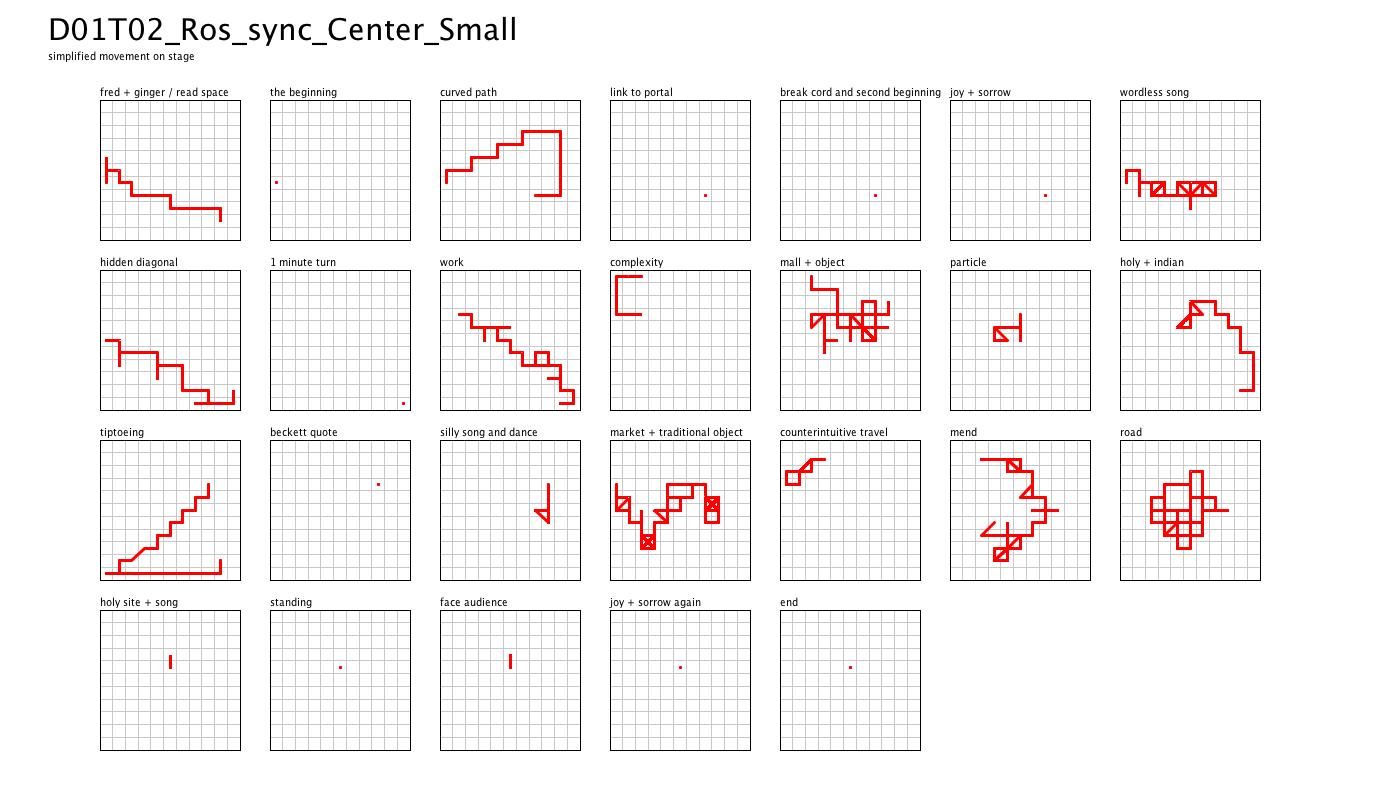 D01T02_Ros_sync_Center_Small
simplified movement on stage
fred + ginger / read space
the beginning
curved path
link to portal
break cord and second beginning
joy + sorrow
wordless song
hidden diagonal
1 minute turn
work
complexity
mall + object
particle
holy + indian
tiptoeing
beckett quote
silly song and dance
market + traditional object
counterintuitive travel
mend
road
holy site + song
standing
face audience
joy + sorrow again
end